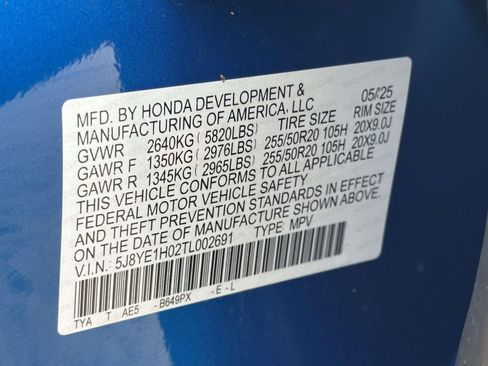 MFD. BY HONDA DEVELOPMENT & 05/25
MANUFACTURING OF AMERICA, LLC
GVWR 2640KG ( 5820LBS) TIRE SIZE RIM SIZE
GAWR F 1350KG ( 2976LBS) 255/50R20 105H 20X9.0J
GAWR R 1345KG ( 2965LBS) 255/50R20 105H 20X9.0J
THIS VEHICLE CONFORMS TO ALL APPLICABLE
FEDERAL MOTOR VEHICLE SAFETY
AND THEFT PREVENTION STANDARDS IN EFFECT
ON THE DATE OF MANUFACTURE SHOWN ABOVE.
V.I.N.: 5J8YE1H02TL002691 TYPE: MPV
TYA T AE5 - B649PX - E - L